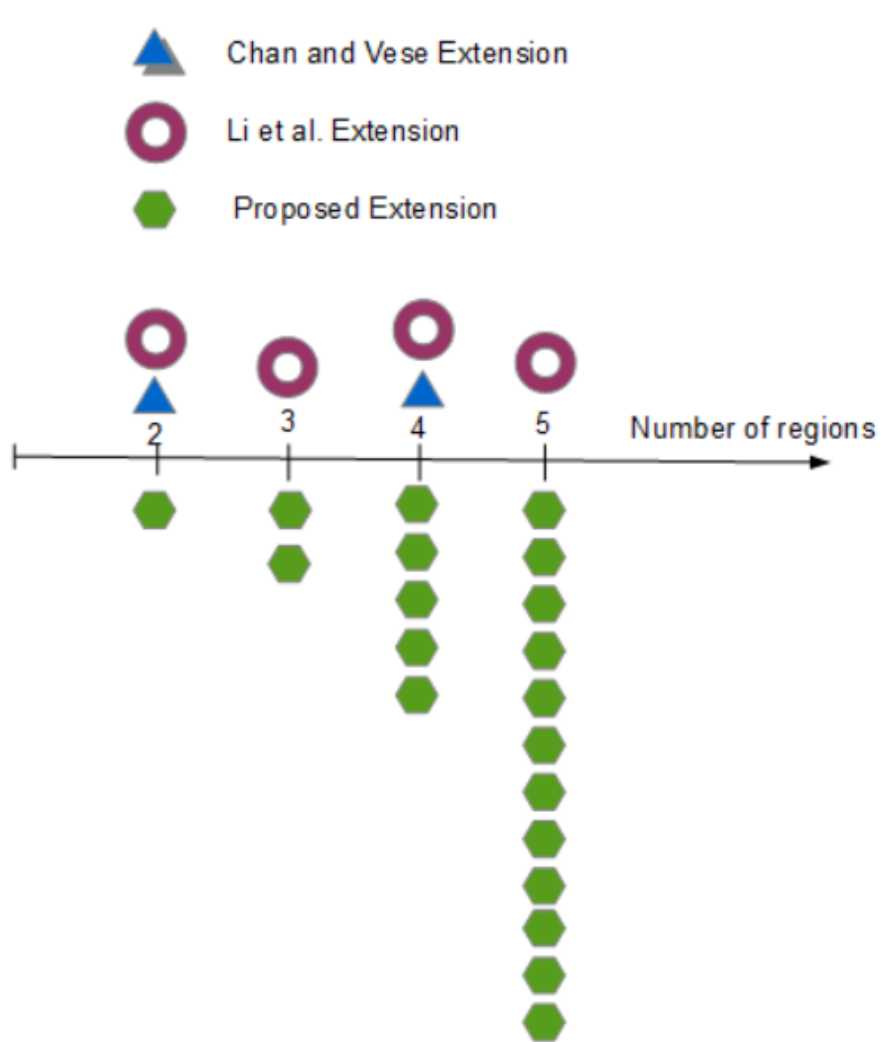 Chan and Vese Extension
Li et al. Extension
Proposed Extension
2 3 4 5 Number of regions